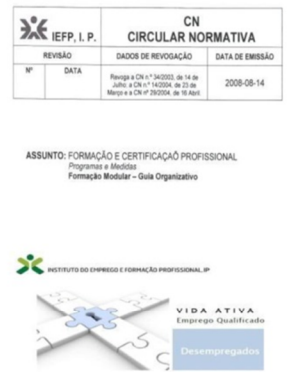 IEFP, I. P.
CN
CIRCULAR NORMATIVA
REVISÃO
DADOS DE REVOGAÇÃO
DATA DE EMISSÃO
Nº
DATA
Revoga a CN n.º 34/2003, de 14 de
Julho; a CN n.º 14/2004, de 23 de
Março e a CN nº 29/2004, de 16 Abril.
2008-08-14
ASSUNTO: FORMAÇÃO E CERTIFICAÇAÕ PROFISSIONAL
Programas e Medidas
Formação Modular – Guia Organizativo
INSTITUTO DO EMPREGO E FORMAÇÃO PROFISSIONAL, IP
VIDA ATIVA
Emprego Qualificado
Desempregados